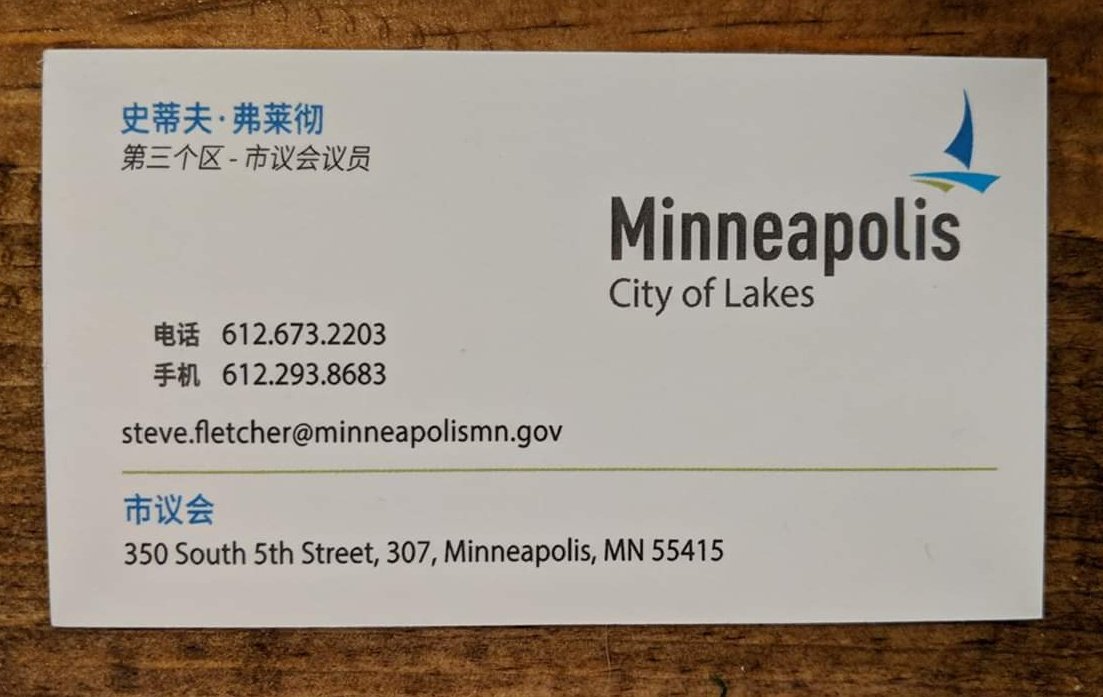 史蒂夫·弗莱彻
第三个区 - 市议会议员
Minneapolis
City of Lakes
电话 612.673.2203
手机 612.293.8683
steve.fletcher@minneapolismn.gov
市议会
350 South 5th Street, 307, Minneapolis, MN 55415